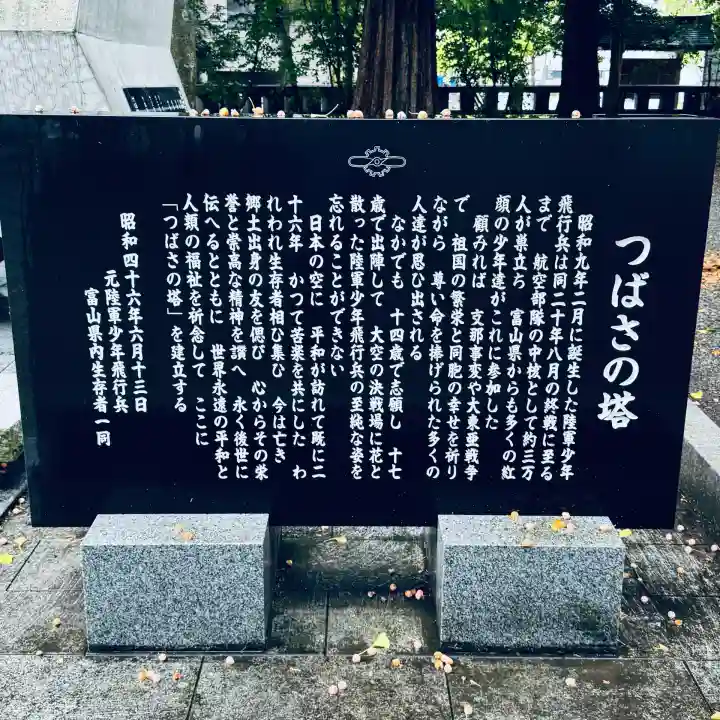 つばさの塔
昭和九年二月に誕生した陸軍少年
飛行兵は同二十年八月の終戦に至る
まで 航空部隊の中核として約三万
人が巣立ち 富山県からも多くの紅
顔の少年達がこれに参加した
顧みれば 支那事変や大東亜戦争
で 祖国の繁栄と同胞の幸せを祈り
ながら 尊い命を捧げられた多くの
人達が思ひ出される
なかでも 十四歳で志願し 十七
歳で出陣して 大空の決戦場に花と
散った陸軍少年飛行兵の至純な姿を
忘れることができない
日本の空に 平和が訪れて既に二
十六年 かつて苦楽を共にした わ
れわれ生存者相ひ集む 今は亡き
郷土出身の友を偲び 心からその栄
誉と崇高な精神を讃へ 永く後世に
伝へるとともに 世界永遠の平和と
人類の福祉を祈念して ここに
「つばさの塔」を建立する
昭和四十六年六月十三日
元陸軍少年飛行兵
富山県内生存者一同